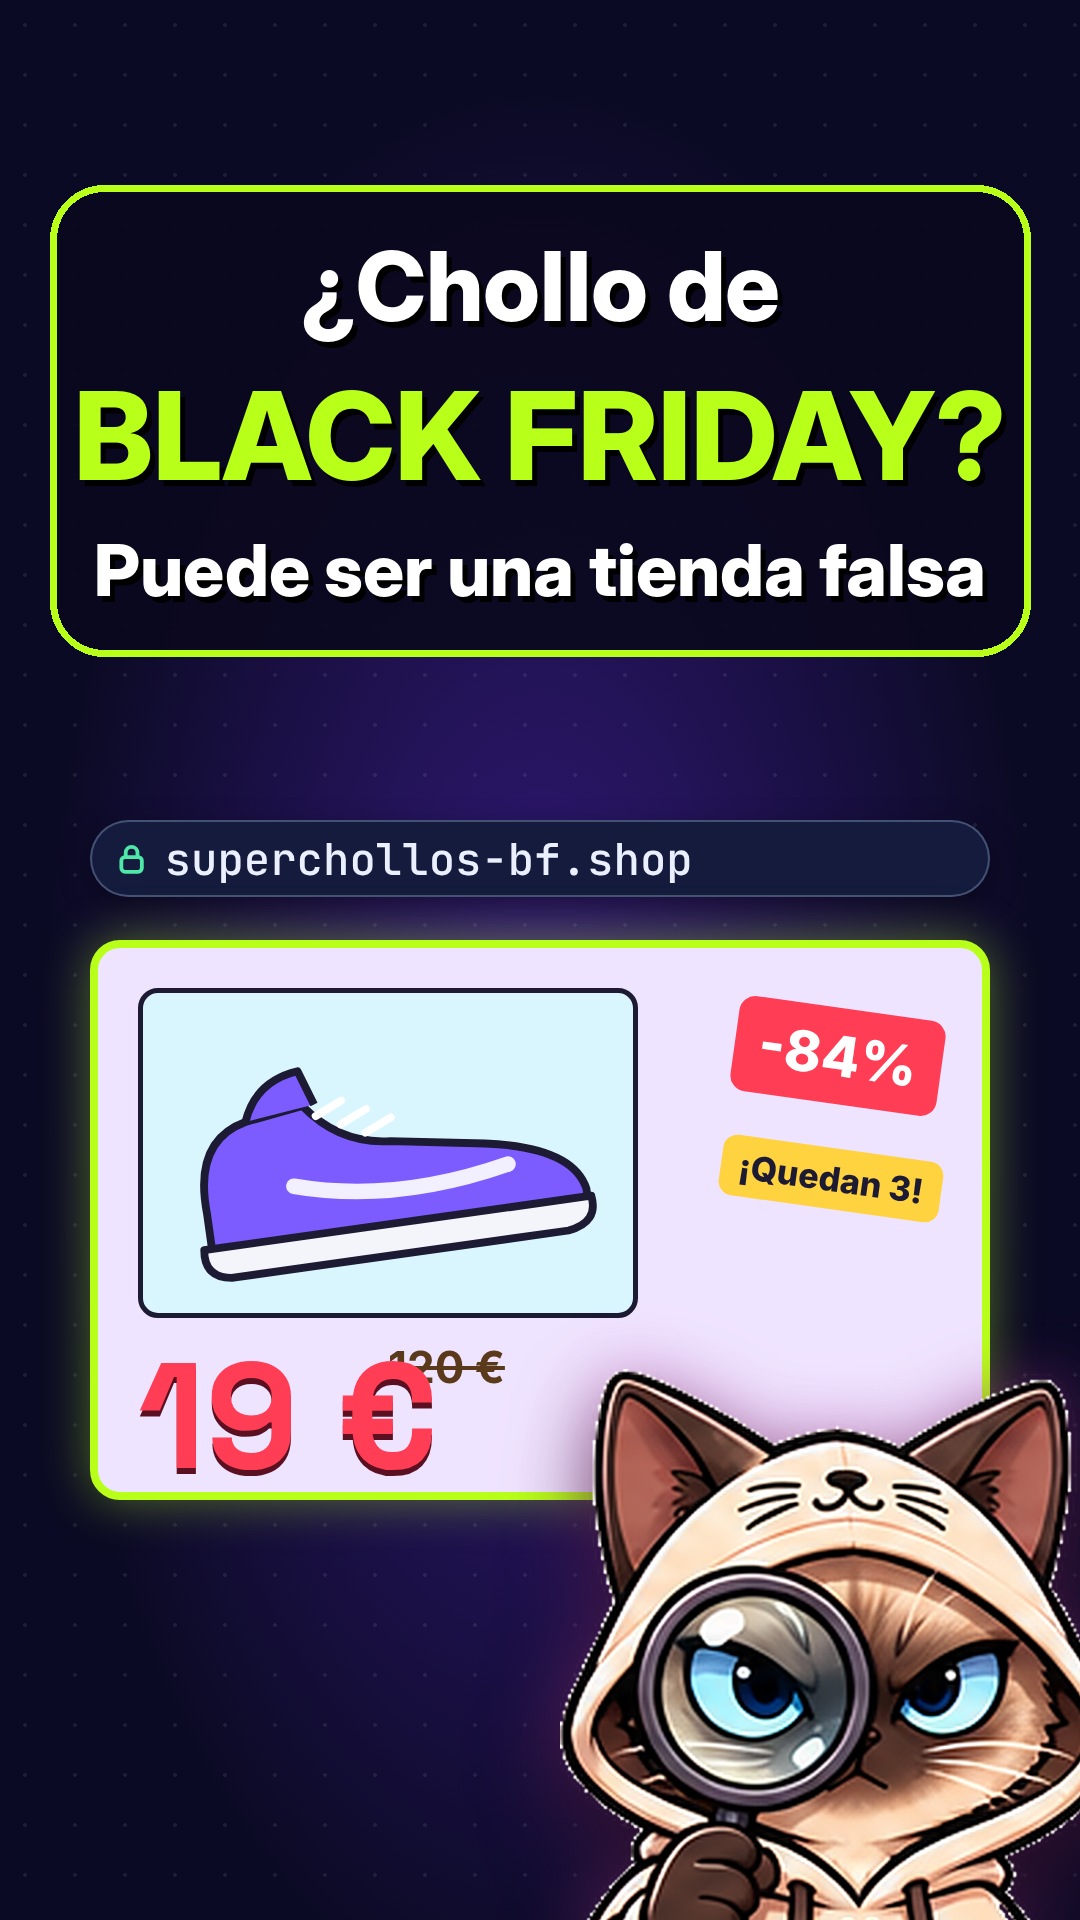 ¿Chollo de
BLACK FRIDAY?
Puede ser una tienda falsa
superchollos-bf.shop
-84%
¡Quedan 3!
120 €
19 €